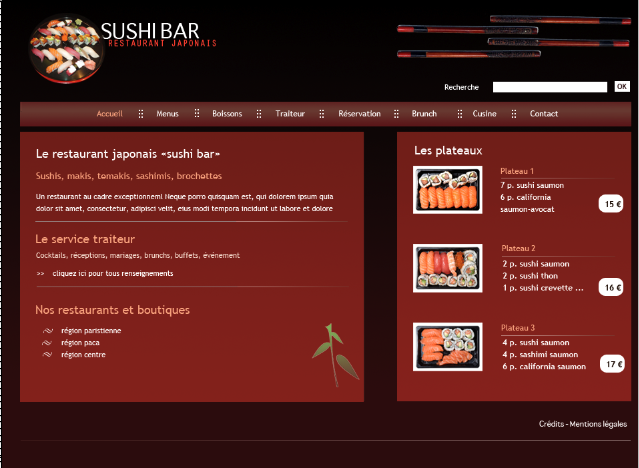 SUSHI BAR
RESTAURANT JAPONAIS
Recherche OK
Accueil Menus Boissons Traiteur Réservation Brunch Cusine Contact
Le restaurant japonais «sushi bar»
Sushis, makis, temakis, sashimis, brochettes
Un restaurant au cadre exceptionnem! Neque porro quisquam est, qui dolorem ipsum quia
dolor sit amet, consectetur, adipisci velit, eius modi tempora incidunt ut labore et dolore
Le service traiteur
Cocktails, réceptions, mariages, brunchs, buffets, événement
>> cliquez ici pour tous renseignements
Nos restaurants et boutiques
région paristienne
région paca
région centre
Les plateaux
Plateau 1
7 p. sushi saumon
6 p. california
saumon-avocat
15 €
Plateau 2
2 p. sushi saumon
2 p. sushi thon
1 p. sushi crevette ...
16 €
Plateau 3
4 p. sushi saumon
4 p. sashimi saumon
6 p. california saumon
17 €
Crédits - Mentions légales